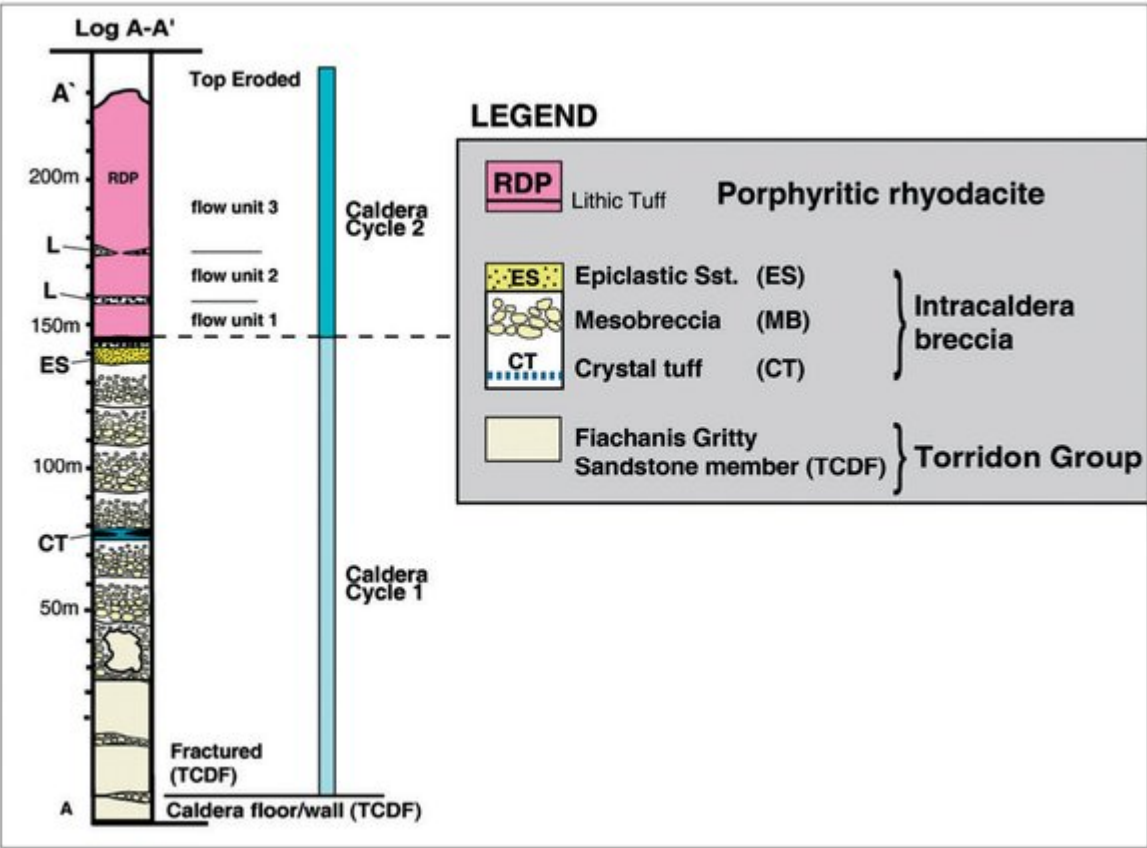 Log A-A'
A`
200m
L
L
150m
ES
100m
CT
50m
A
RDP
Top Eroded
flow unit 3
flow unit 2
flow unit 1
Caldera
Cycle 2
Caldera
Cycle 1
Fractured
(TCDF)
Caldera floor/wall (TCDF)
LEGEND
RDP
Lithic Tuff
Porphyritic rhyodacite
ES
Epiclastic Sst. (ES)
Mesobreccia (MB)
CT
Crystal tuff (CT)
Intracaldera
breccia
Fiachanis Gritty
Sandstone member (TCDF)
Torridon Group